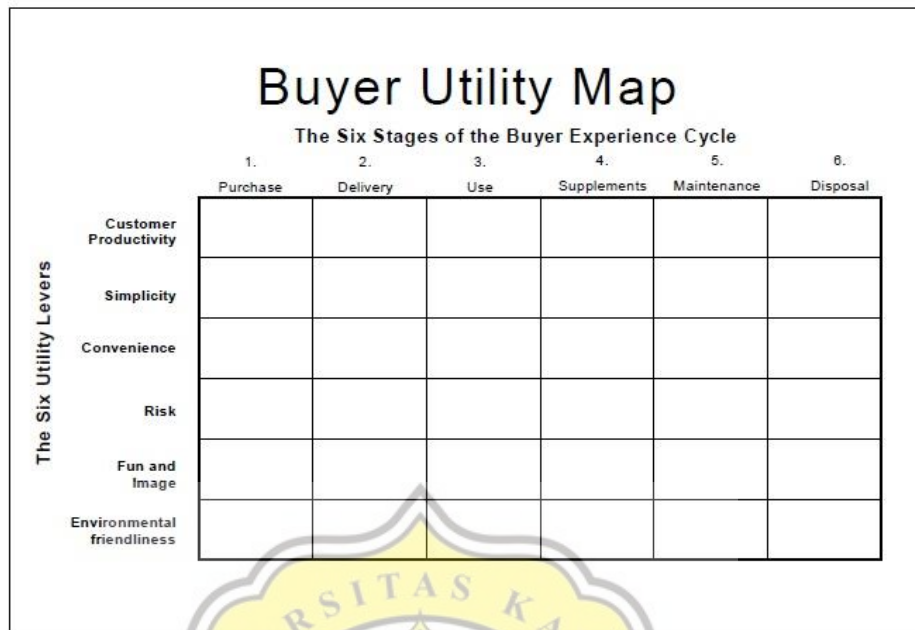 Buyer Utility Map
The Six Stages of the Buyer Experience Cycle
1. 2. 3. 4. 5. 6.
Purchase Delivery Use Supplements Maintenance Disposal
The Six Utility Levers
Customer
Productivity
Simplicity
Convenience
Risk
Fun and
Image
Environmental
friendliness
RSITAS KA